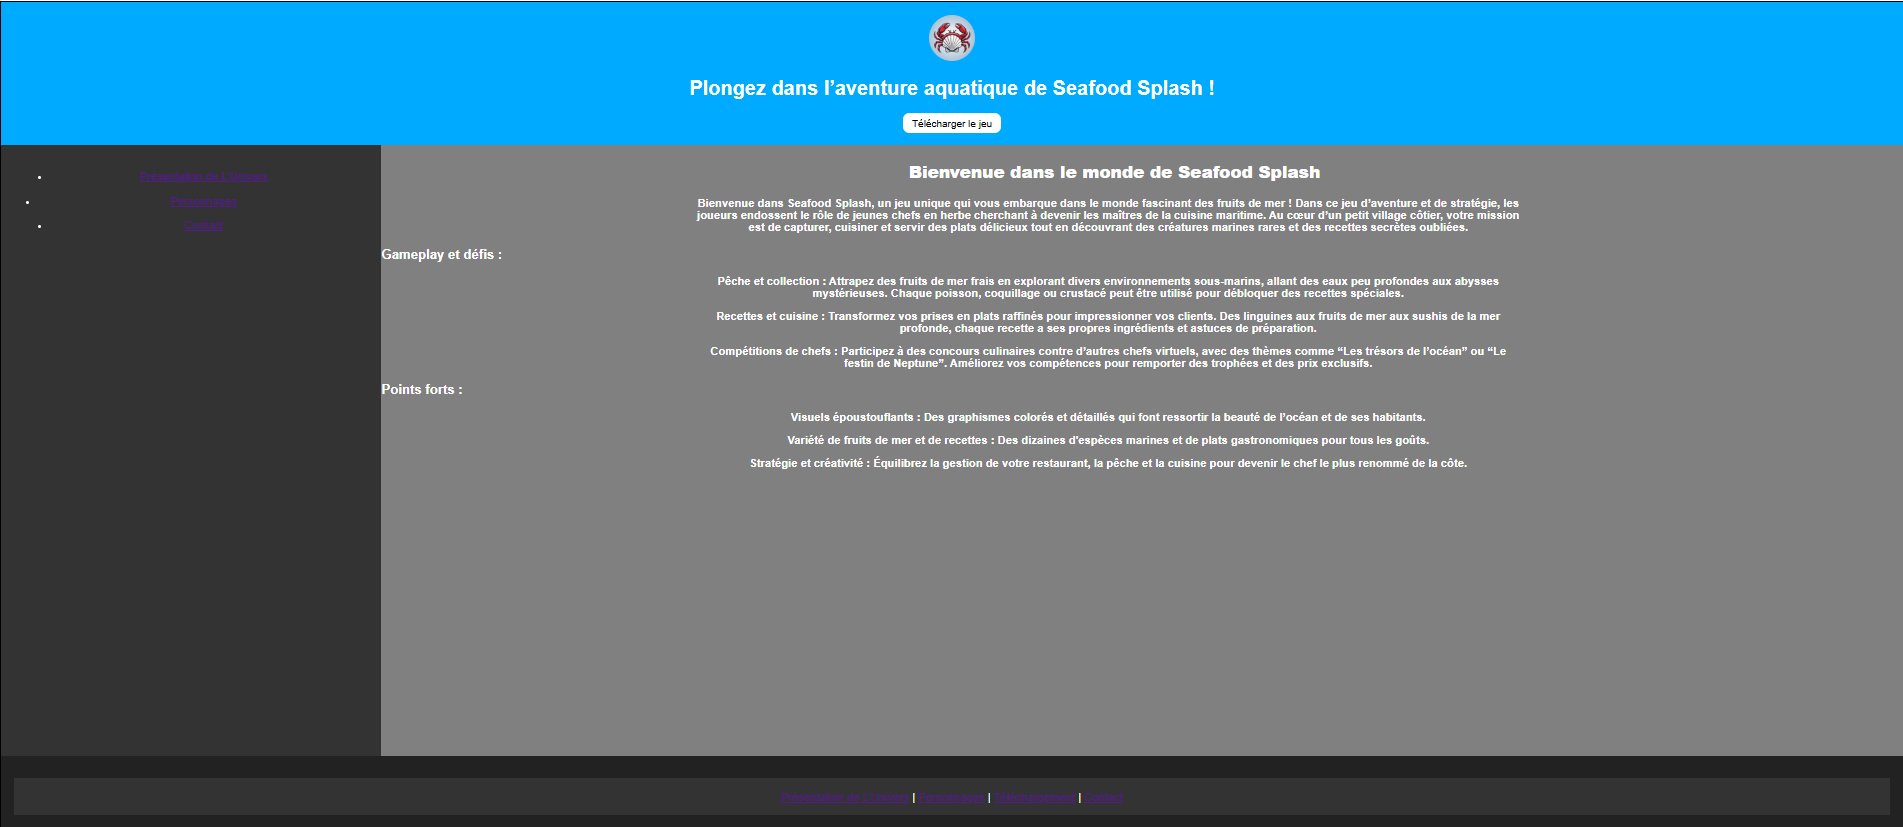 Plongez dans l’aventure aquatique de Seafood Splash !
Télécharger le jeu
Présentation de L'Univers
Personnages
Contact
Bienvenue dans le monde de Seafood Splash
Bienvenue dans Seafood Splash, un jeu unique qui vous embarque dans le monde fascinant des fruits de mer ! Dans ce jeu d’aventure et de stratégie, les
joueurs endossent le rôle de jeunes chefs en herbe cherchant à devenir les maîtres de la cuisine maritime. Au cœur d’un petit village côtier, votre mission
est de capturer, cuisiner et servir des plats délicieux tout en découvrant des créatures marines rares et des recettes secrètes oubliées.
Gameplay et défis :
Pêche et collection : Attrapez des fruits de mer frais en explorant divers environnements sous-marins, allant des eaux peu profondes aux abysses
mystérieuses. Chaque poisson, coquillage ou crustacé peut être utilisé pour débloquer des recettes spéciales.
Recettes et cuisine : Transformez vos prises en plats raffinés pour impressionner vos clients. Des linguines aux fruits de mer aux sushis de la mer
profonde, chaque recette a ses propres ingrédients et astuces de préparation.
Compétitions de chefs : Participez à des concours culinaires contre d’autres chefs virtuels, avec des thèmes comme “Les trésors de l’océan” ou “Le
festin de Neptune”. Améliorez vos compétences pour remporter des trophées et des prix exclusifs.
Points forts :
Visuels époustouflants : Des graphismes colorés et détaillés qui font ressortir la beauté de l’océan et de ses habitants.
Variété de fruits de mer et de recettes : Des dizaines d'espèces marines et de plats gastronomiques pour tous les goûts.
Stratégie et créativité : Équilibrez la gestion de votre restaurant, la pêche et la cuisine pour devenir le chef le plus renommé de la côte.
Présentation de L'Univers | Personnages | Téléchargement | Contact